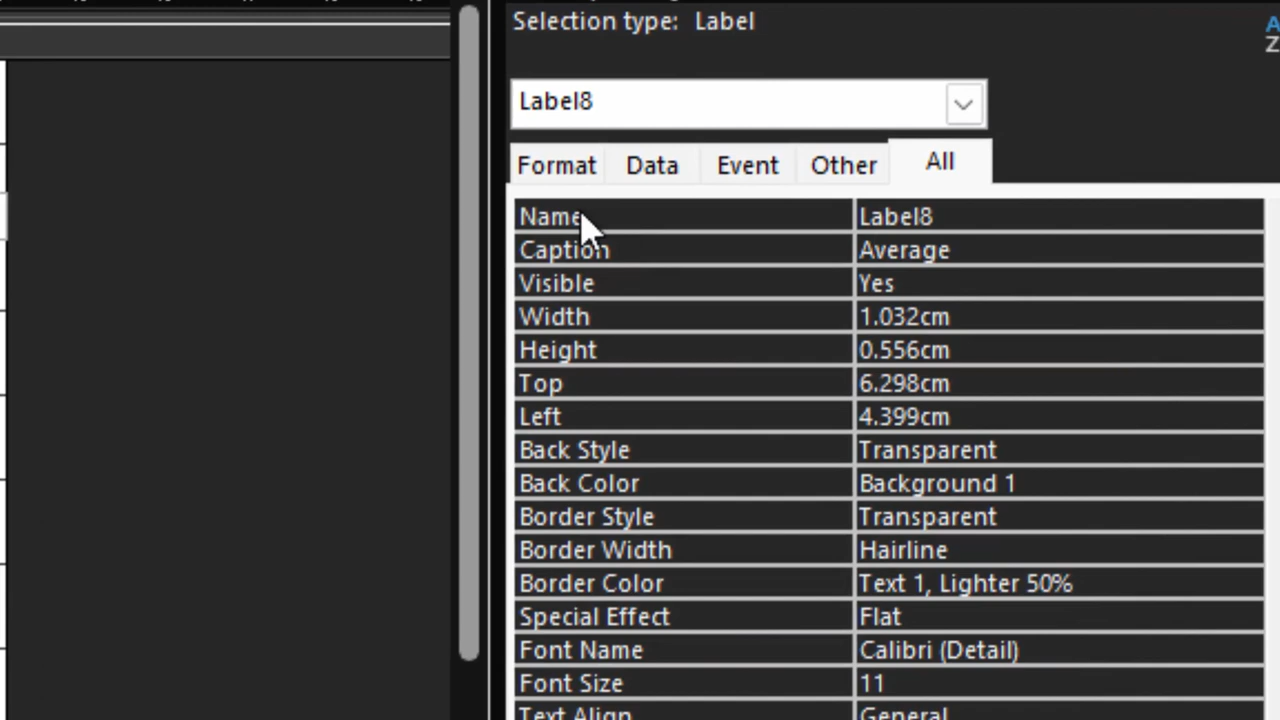 Selection type: Label
A
Z
Label8
Format Data Event Other All
Name Label8
Caption Average
Visible Yes
Width 1.032cm
Height 0.556cm
Top 6.298cm
Left 4.399cm
Back Style Transparent
Back Color Background 1
Border Style Transparent
Border Width Hairline
Border Color Text 1, Lighter 50%
Special Effect Flat
Font Name Calibri (Detail)
Font Size 11
Text Align General